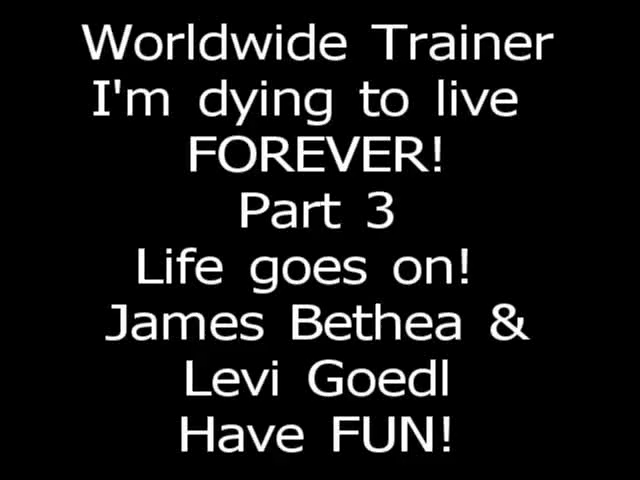 Worldwide Trainer
I'm dying to live
FOREVER!
Part 3
Life goes on!
James Bethea &
Levi Goedl
Have FUN!